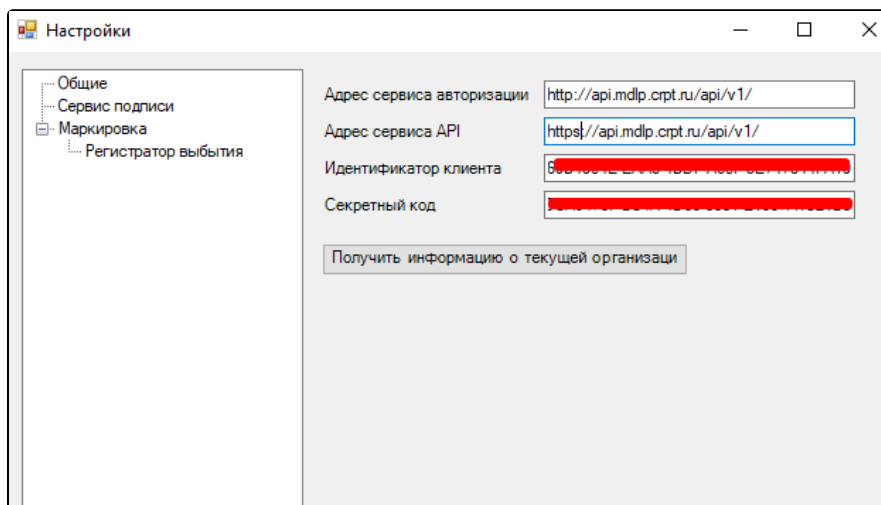 Настройки
Общие
Сервис подписи
Маркировка
Регистратор выбытия
Адрес сервиса авторизации http://api.mdlp.crpt.ru/api/v1/
Адрес сервиса API https://api.mdlp.crpt.ru/api/v1/
Идентификатор клиента
Секретный код
Получить информацию о текущей организаци